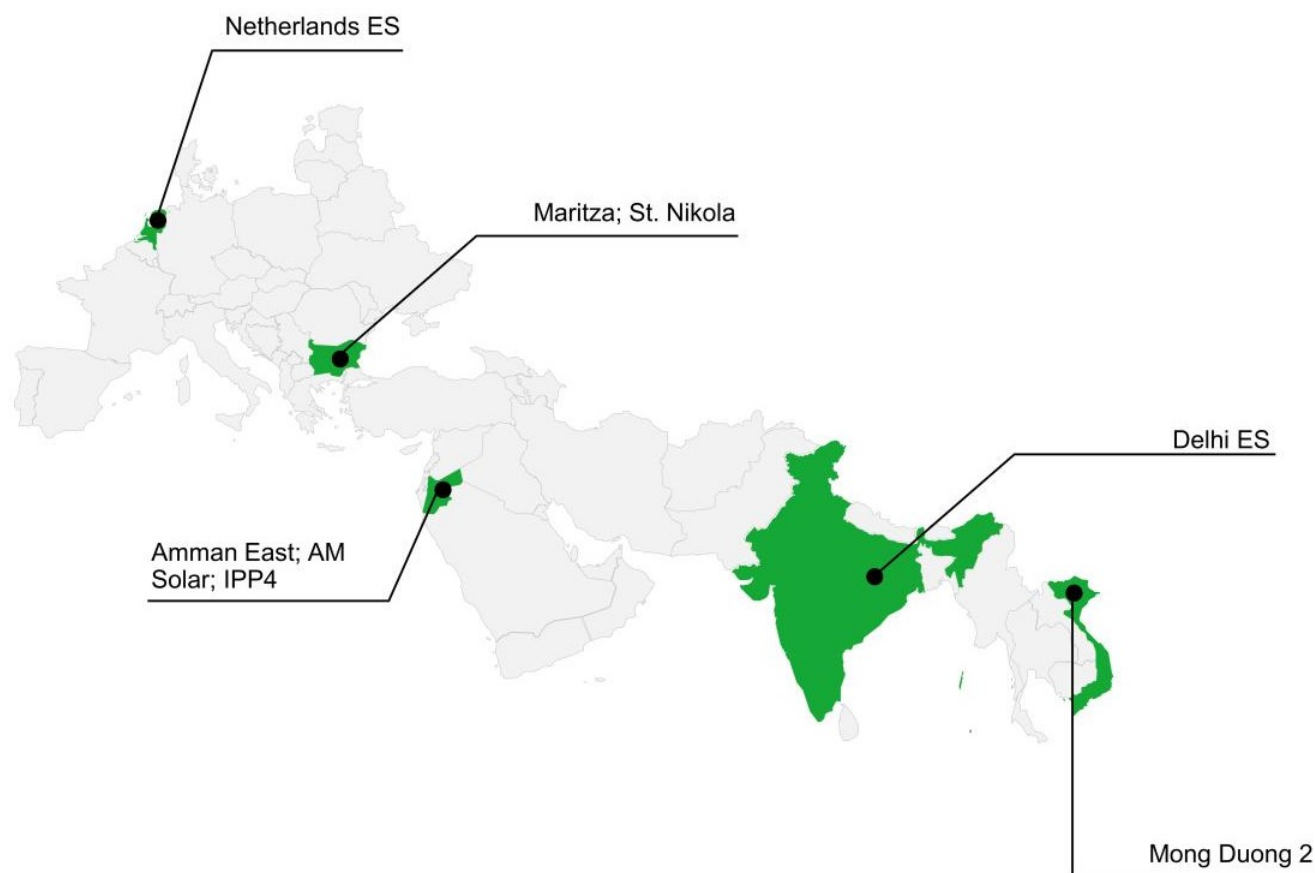 Netherlands ES
Maritza; St. Nikola
Delhi ES
Amman East; AM
Solar; IPP4
Mong Duong 2